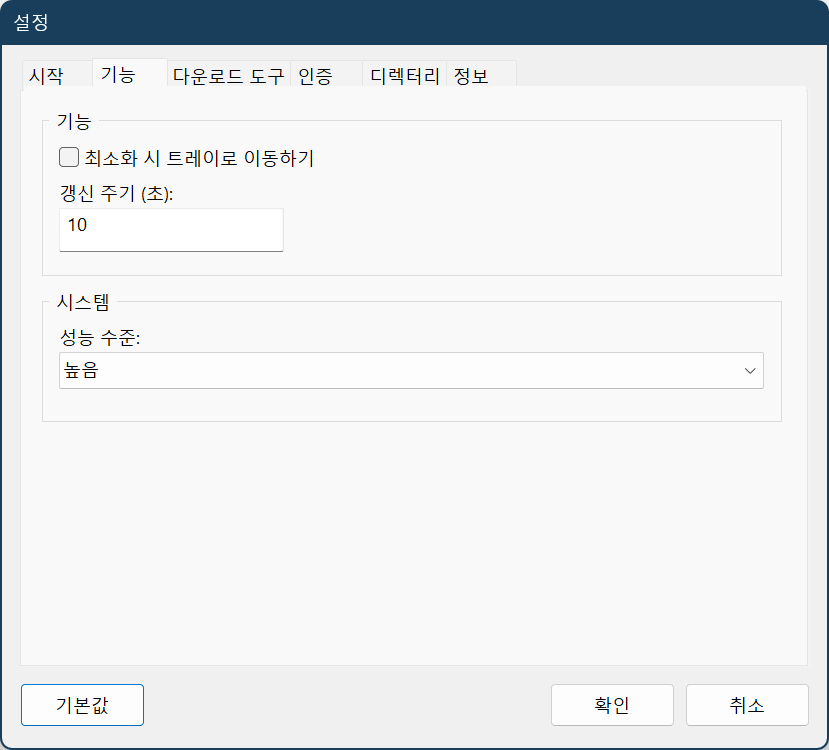 설정
시작 기능 다운로드 도구 인증 디렉터리 정보
기능
최소화 시 트레이로 이동하기
갱신 주기 (초):
10
시스템
성능 수준:
높음
기본값 확인 취소